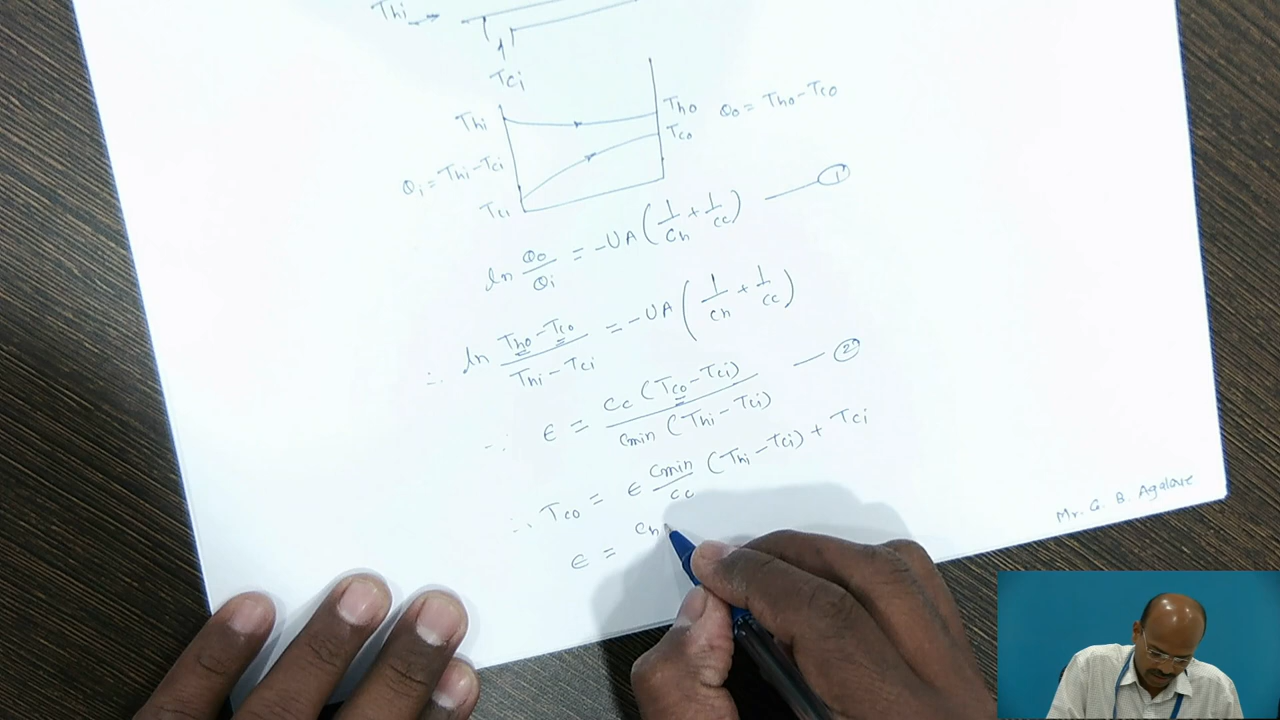 Thi →
Tci
Thi
Tho
θo = Tho - Tco
Tco
θi = Thi - Tci
Tci
ln θo/θi = -UA (1/Ch + 1/Cc) — 1
∴ ln (Tho - Tco)/(Thi - Tci) = -UA (1/Ch + 1/Cc)
∵ ε = Cc (Tco - Tci) / Cmin (Thi - Tci) — 2
∴ Tco = ε Cmin/Cc (Thi - Tci) + Tci
ε = Ch
Mr. G. B. Agalave